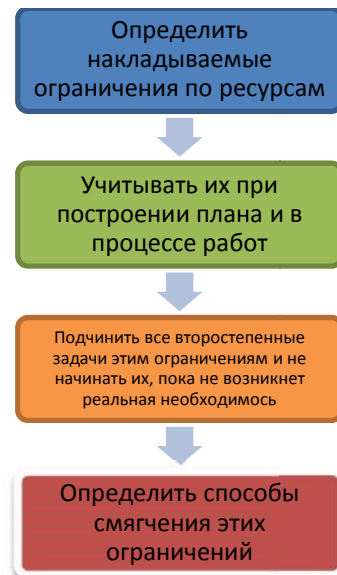 Определить
накладываемые
ограничения по ресурсам
Учитывать их при
построении плана и в
процессе работ
Подчинить все второстепенные
задачи этим ограничениям и не
начинать их, пока не возникнет
реальная необходимось
Определить способы
смягчения этих
ограничений